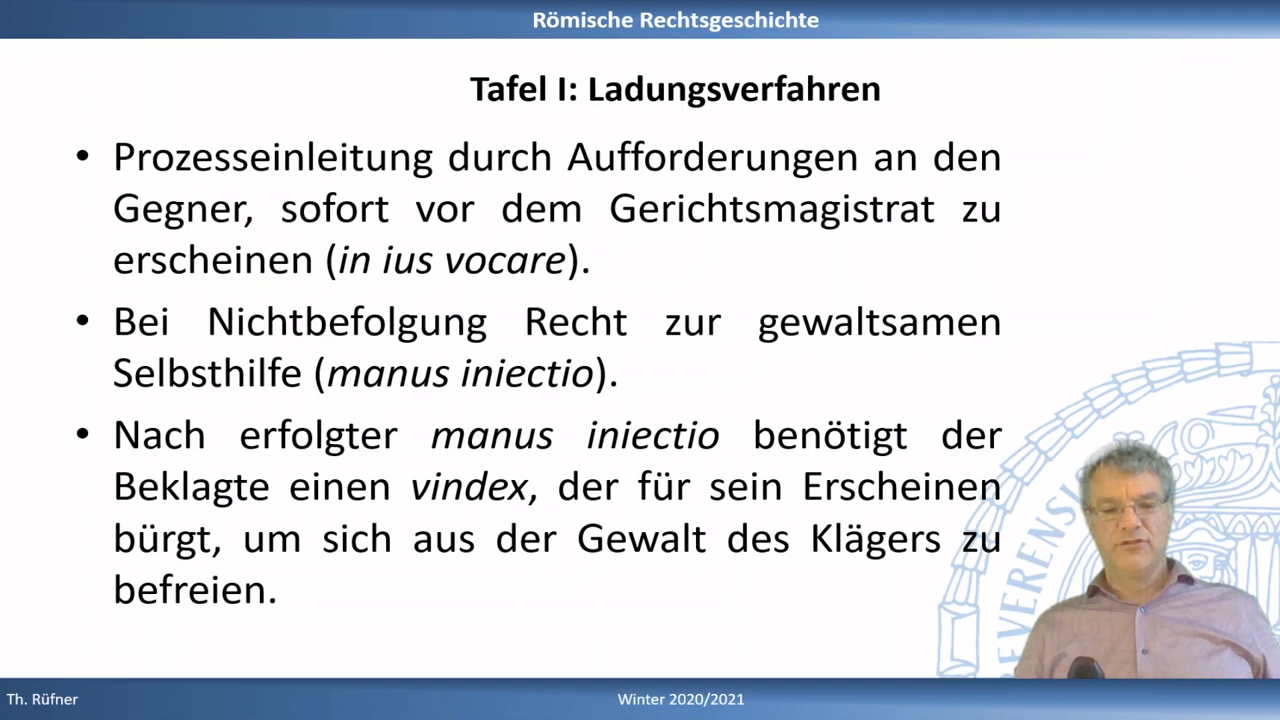 Römische Rechtsgeschichte
Tafel I: Ladungsverfahren
• Prozesseinleitung durch Aufforderungen an den
Gegner, sofort vor dem Gerichtsmagistrat zu
erscheinen (in ius vocare).
• Bei Nichtbefolgung Recht zur gewaltsamen
Selbsthilfe (manus iniectio).
• Nach erfolgter manus iniectio benötigt der
Beklagte einen vindex, der für sein Erscheinen
bürgt, um sich aus der Gewalt des Klägers zu
befreien.
Th. Rüfner
Winter 2020/2021